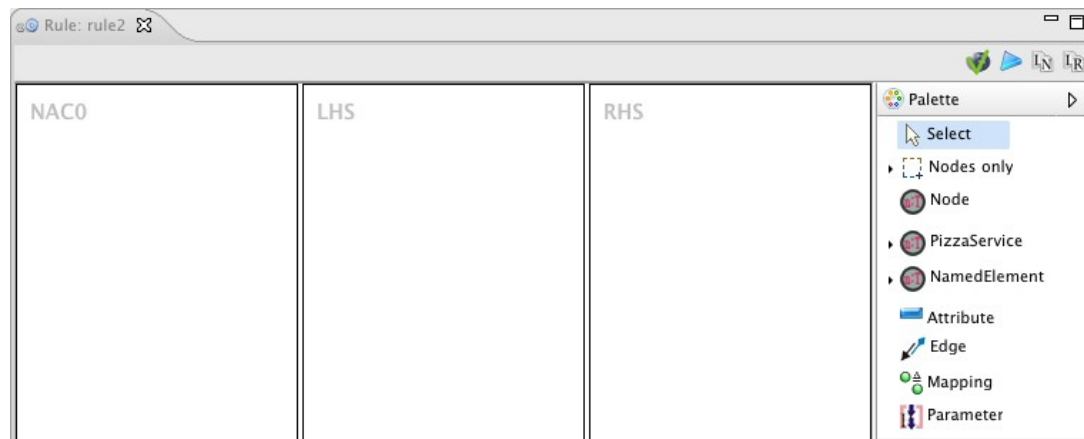 Rule: rule2
NAC0
LHS
RHS
Palette
Select
Nodes only
Node
PizzaService
NamedElement
Attribute
Edge
Mapping
Parameter